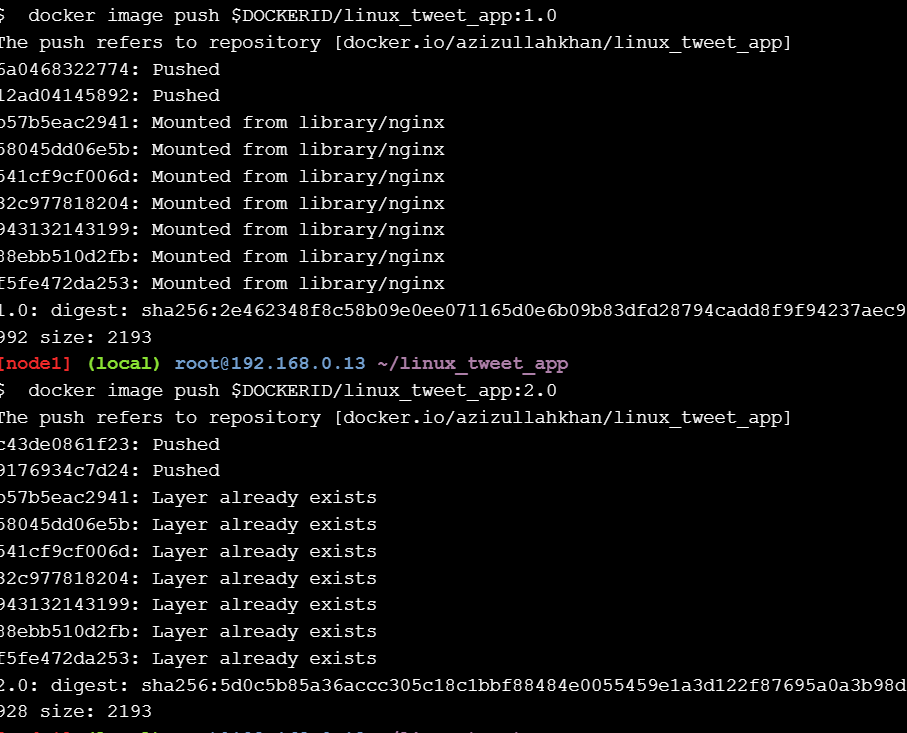 $ docker image push $DOCKERID/linux_tweet_app:1.0
The push refers to repository [docker.io/azizullahkhan/linux_tweet_app]
6a0468322774: Pushed
12ad04145892: Pushed
b57b5eac2941: Mounted from library/nginx
58045dd06e5b: Mounted from library/nginx
541cf9cf006d: Mounted from library/nginx
32c977818204: Mounted from library/nginx
943132143199: Mounted from library/nginx
88ebb510d2fb: Mounted from library/nginx
f5fe472da253: Mounted from library/nginx
1.0: digest: sha256:2e462348f8c58b09e0ee071165d0e6b09b83dfd28794cadd8f9f94237aec9
992 size: 2193
[node1] (local) root@192.168.0.13 ~/linux_tweet_app
$ docker image push $DOCKERID/linux_tweet_app:2.0
The push refers to repository [docker.io/azizullahkhan/linux_tweet_app]
c43de0861f23: Pushed
9176934c7d24: Pushed
b57b5eac2941: Layer already exists
58045dd06e5b: Layer already exists
541cf9cf006d: Layer already exists
32c977818204: Layer already exists
943132143199: Layer already exists
88ebb510d2fb: Layer already exists
f5fe472da253: Layer already exists
2.0: digest: sha256:5d0c5b85a36accc305c18c1bbf88484e0055459e1a3d122f87695a0a3b98d
928 size: 2193